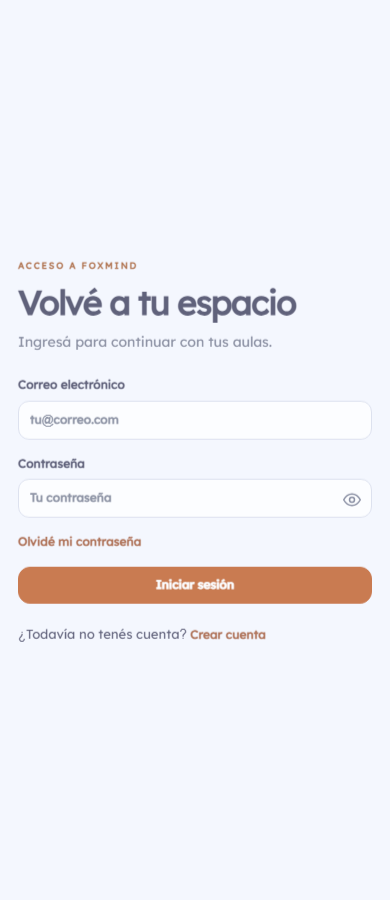 ACCESO A FOXMIND
Volvé a tu espacio
Ingresá para continuar con tus aulas.
Correo electrónico
tu@correo.com
Contraseña
Tu contraseña
Olvidé mi contraseña
Iniciar sesión
¿Todavía no tenés cuenta? Crear cuenta